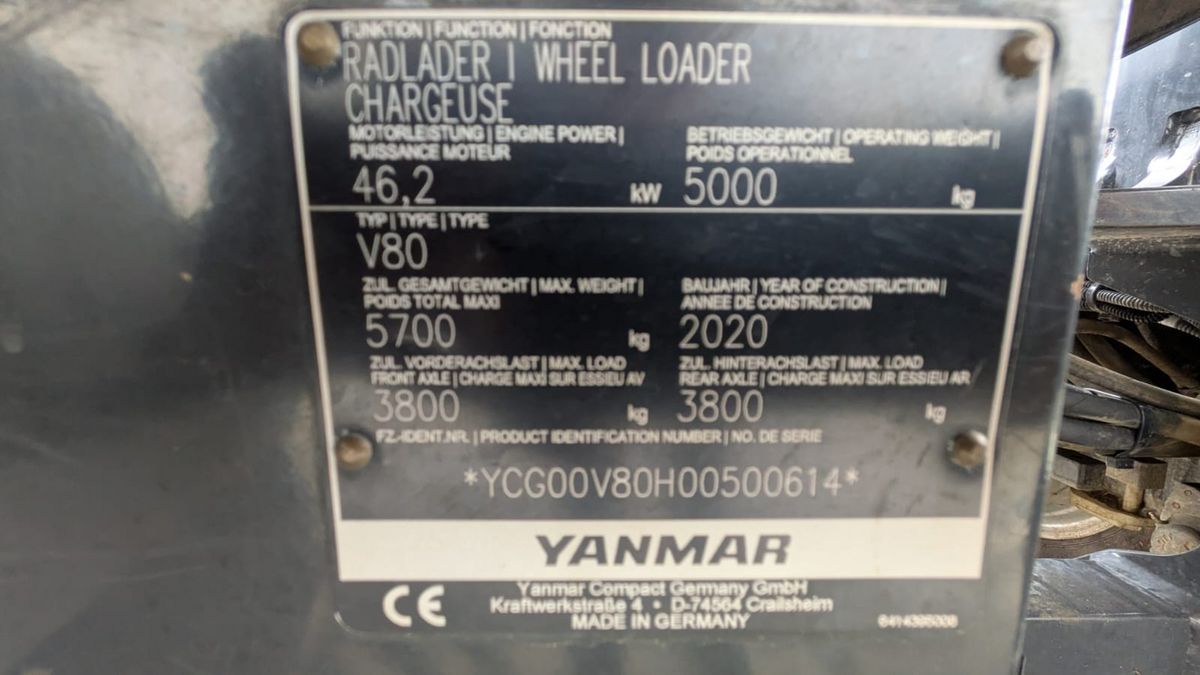 FUNKTION | FUNCTION | FONCTION
RADLADER | WHEEL LOADER
CHARGEUSE
MOTORLEISTUNG | ENGINE POWER |
PUISSANCE MOTEUR
46,2 kW
BETRIEBSGEWICHT | OPERATING WEIGHT |
POIDS OPERATIONNEL
5000 kg
TYP | TYPE | TYPE
V80
ZUL. GESAMTGEWICHT | MAX. WEIGHT |
POIDS TOTAL MAXI
5700 kg
BAUJAHR | YEAR OF CONSTRUCTION |
ANNEE DE CONSTRUCTION
2020
ZUL. VORDERACHSLAST | MAX. LOAD
FRONT AXLE | CHARGE MAXI SUR ESSIEU AV
3800 kg
ZUL. HINTERACHSLAST | MAX. LOAD
REAR AXLE | CHARGE MAXI SUR ESSIEU AR
3800 kg
FZ.-IDENT.NR. | PRODUCT IDENTIFICATION NUMBER | NO. DE SERIE
*YCG00V80H00500614*
YANMAR
CE
Yanmar Compact Germany GmbH
Kraftwerkstraße 4 • D-74564 Crailsheim
MADE IN GERMANY